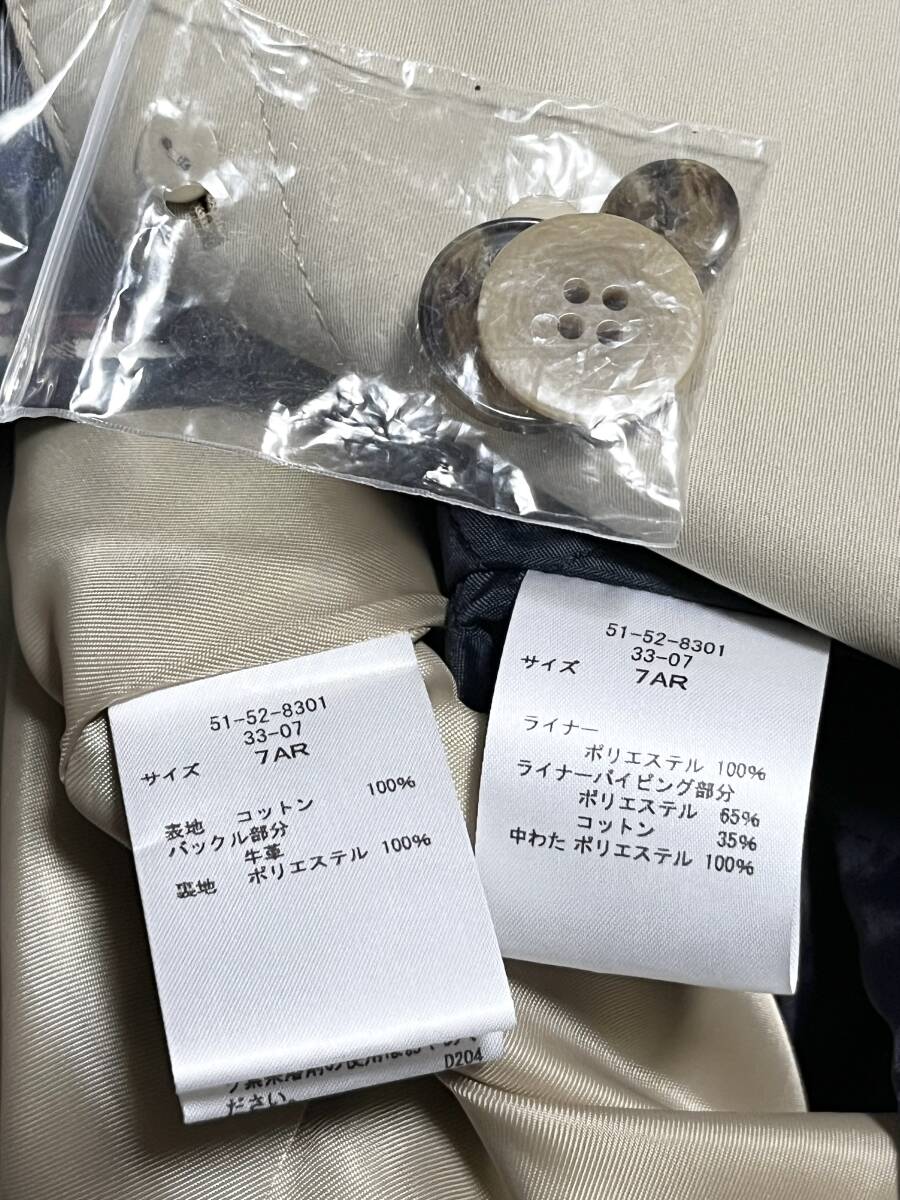 51-52-8301
33-07
サイズ 7AR
表地 コットン 100%
バックル部分
牛革
裏地 ポリエステル 100%
D204
ださい。
51-52-8301
33-07
サイズ 7AR
ライナー
ポリエステル 100%
ライナーパイピング部分
ポリエステル 65%
コットン 35%
中わた ポリエステル 100%